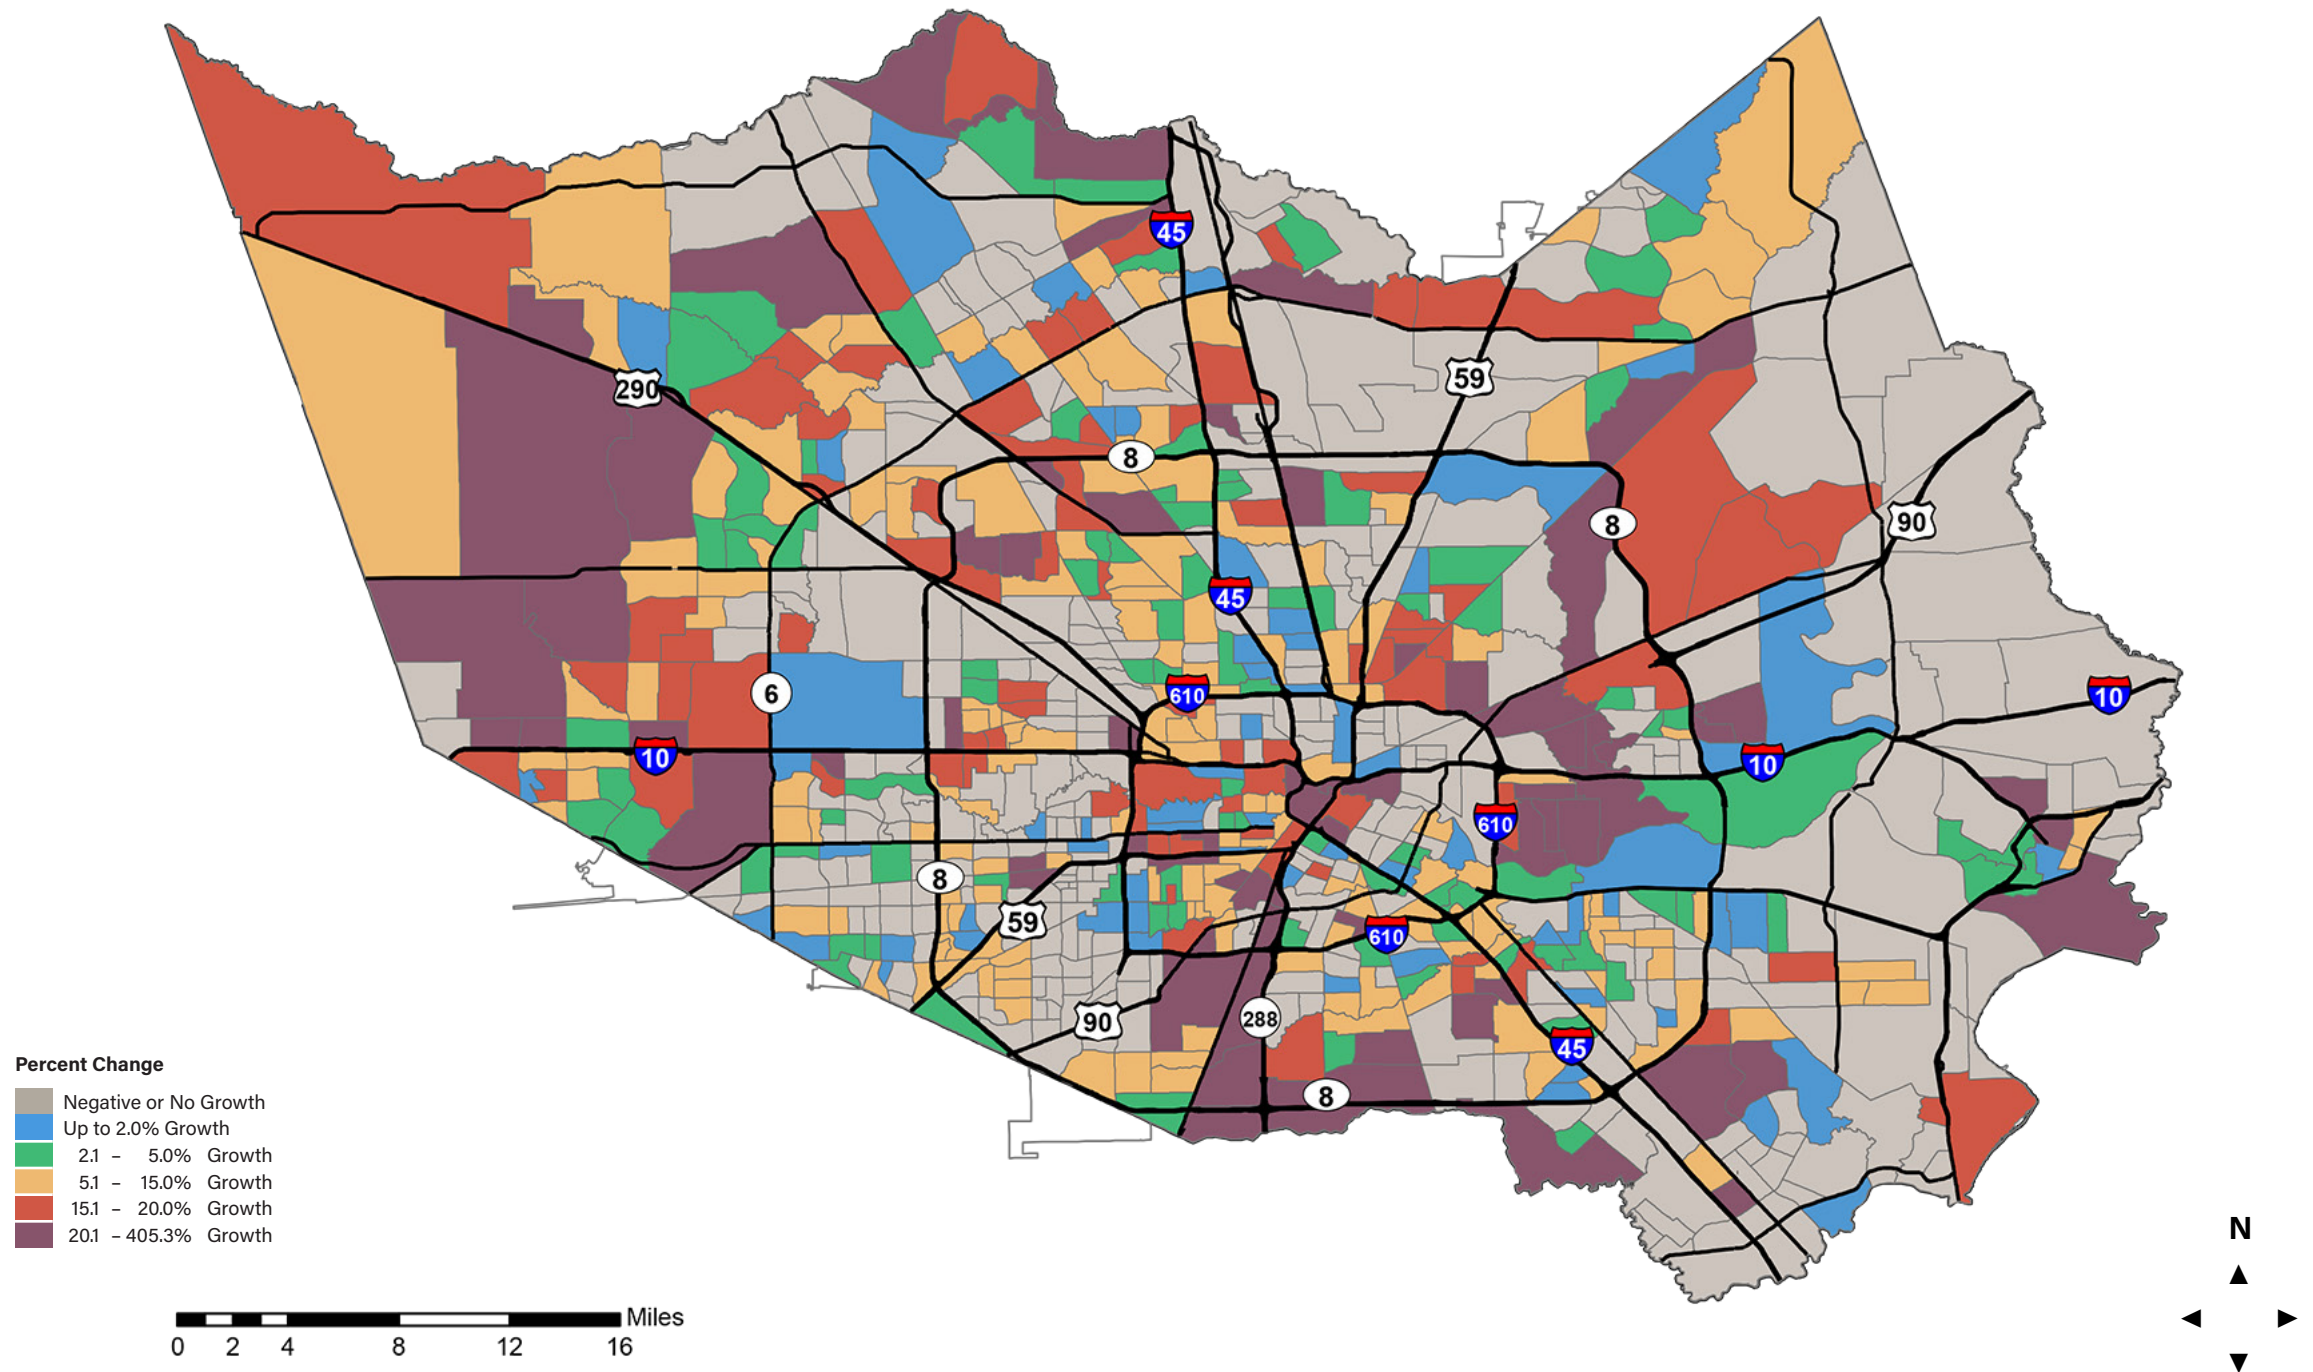 45
290
59
8
8
90
45
6
610
10
10
10
610
8
59
610
90
288
45
8
Percent Change
Negative or No Growth
Up to 2.0% Growth
2.1 – 5.0% Growth
5.1 – 15.0% Growth
15.1 – 20.0% Growth
20.1 – 405.3% Growth
N
Miles
0 2 4 8 12 16